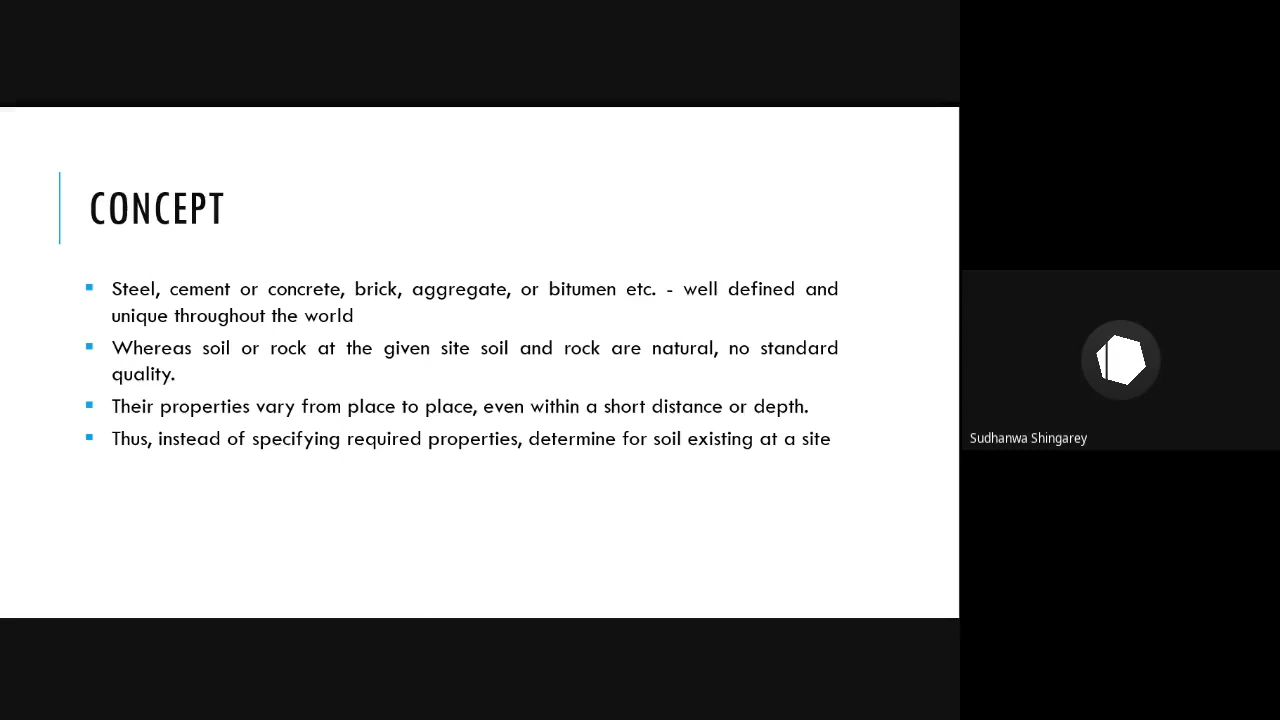 CONCEPT
Steel, cement or concrete, brick, aggregate, or bitumen etc. - well defined and
unique throughout the world
Whereas soil or rock at the given site soil and rock are natural, no standard
quality.
Their properties vary from place to place, even within a short distance or depth.
Thus, instead of specifying required properties, determine for soil existing at a site
Sudhanwa Shingarey